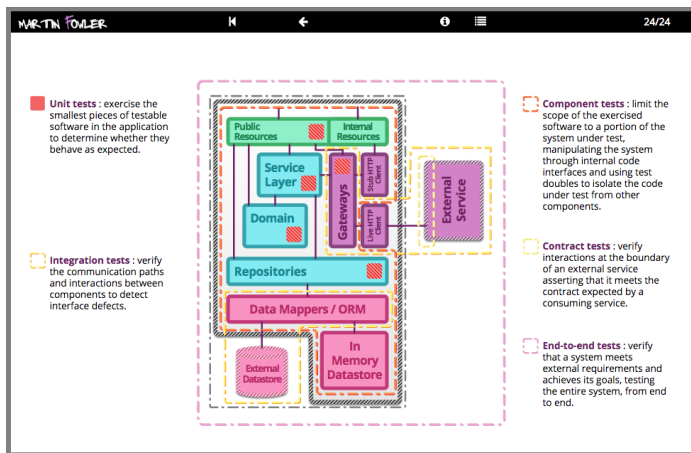 MARTIN FOWLER
24/24
Unit tests : exercise the
smallest pieces of testable
software in the application
to determine whether they
behave as expected.
Integration tests : verify
the communication paths
and interactions between
components to detect
interface defects.
Public
Resources
Internal
Resources
Service
Layer
Gateways
Stub HTTP
Client
Live HTTP
Client
External
Service
Domain
Repositories
Data Mappers / ORM
External
Datastore
In
Memory
Datastore
Component tests : limit the
scope of the exercised
software to a portion of the
system under test,
manipulating the system
through internal code
interfaces and using test
doubles to isolate the code
under test from other
components.
Contract tests : verify
interactions at the boundary
of an external service
asserting that it meets the
contract expected by a
consuming service.
End-to-end tests : verify
that a system meets
external requirements and
achieves its goals, testing
the entire system, from end
to end.